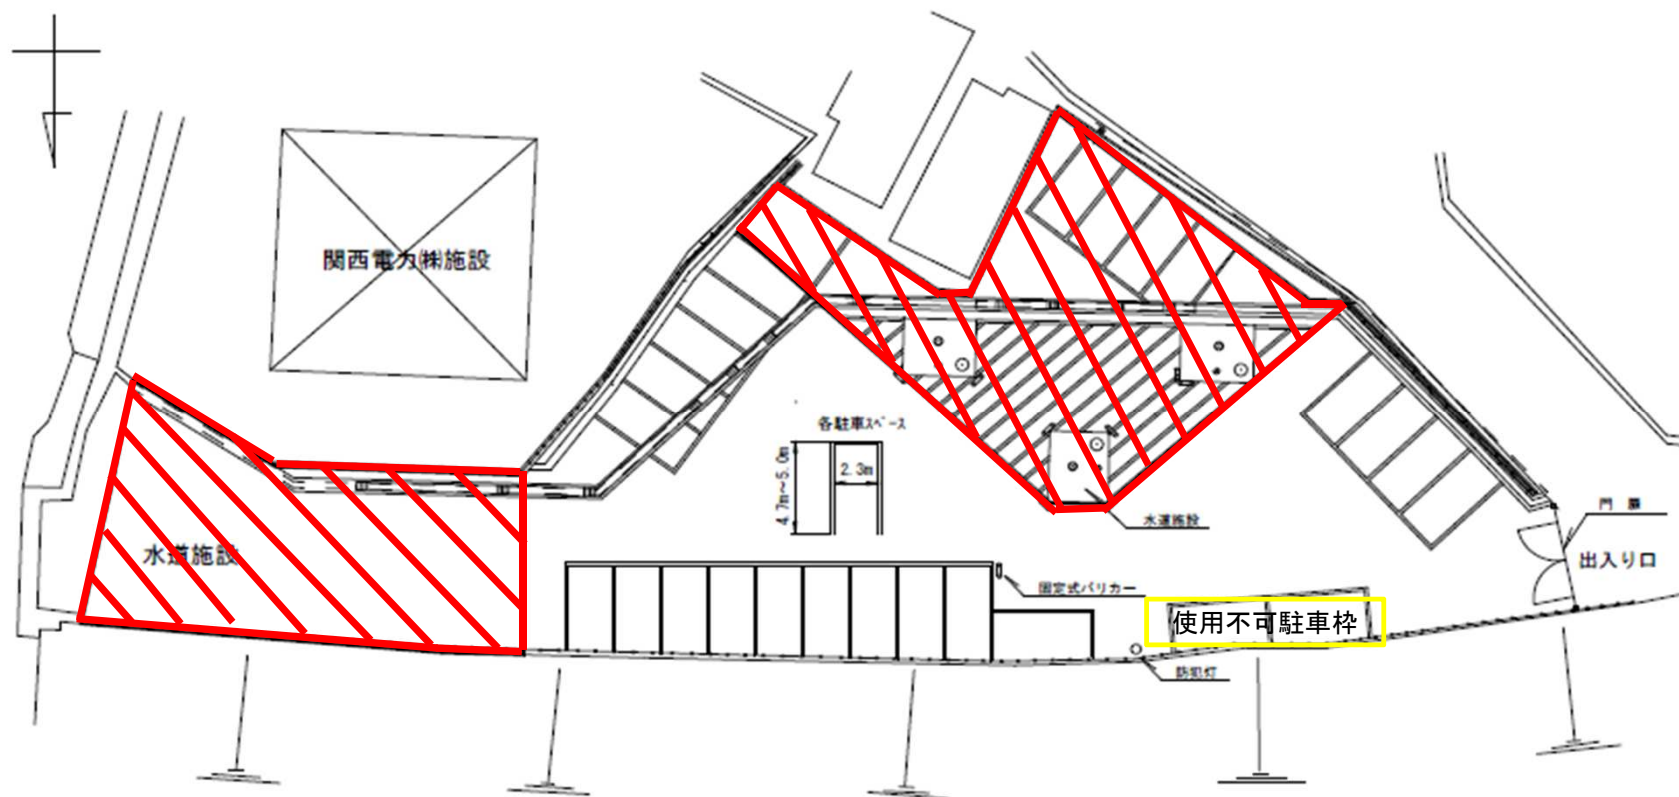 関西電力㈱施設
各駐車ｽﾍﾟｰｽ
2.3m
4.7m～5.0m
水道施設
門 扉
出入り口
水道施設
固定式バリカー
使用不可駐車枠
防犯灯